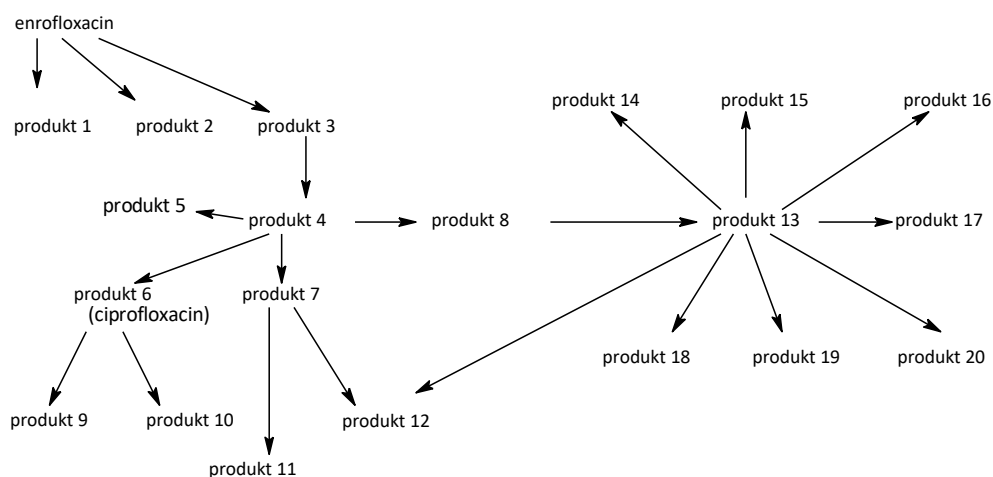 enrofloxacin
produkt 14
produkt 15
produkt 16
produkt 1
produkt 2
produkt 3
produkt 5
produkt 4
produkt 8
produkt 13
produkt 17
produkt 6
(ciprofloxacin)
produkt 7
produkt 18
produkt 19
produkt 20
produkt 9
produkt 10
produkt 12
produkt 11